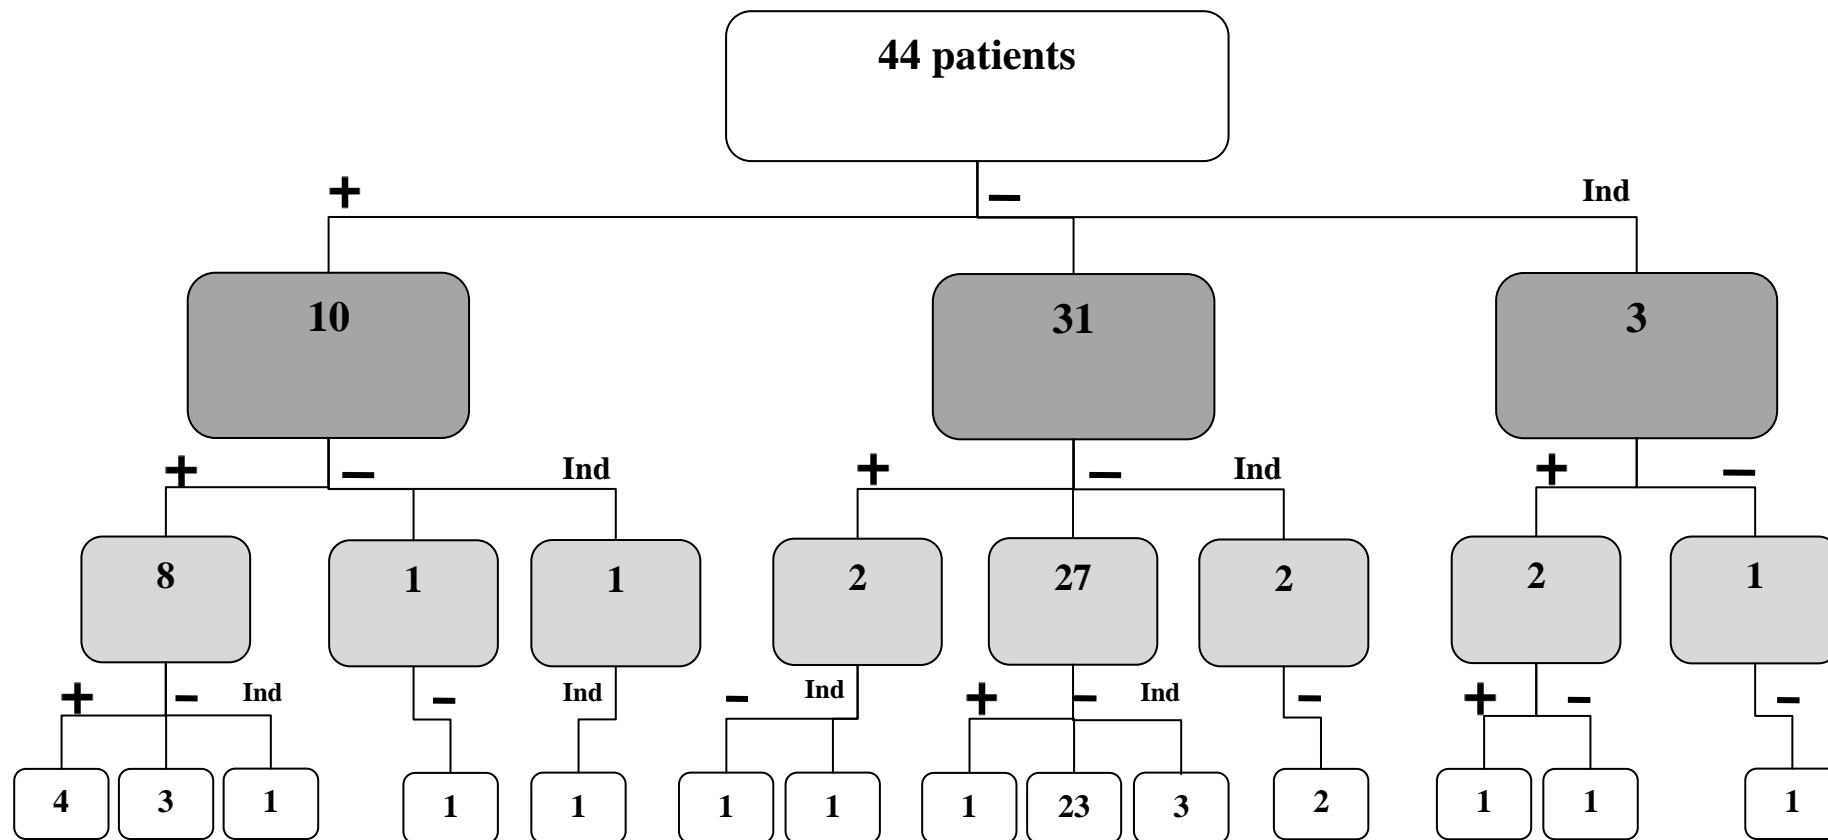 44 patients
+ – Ind
10 31 3
+ – Ind + – Ind + –
8 1 1 2 27 2 2 1
+ – Ind – Ind – Ind + – Ind – + – –
4 3 1 1 1 1 1 1 23 3 2 1 1 1